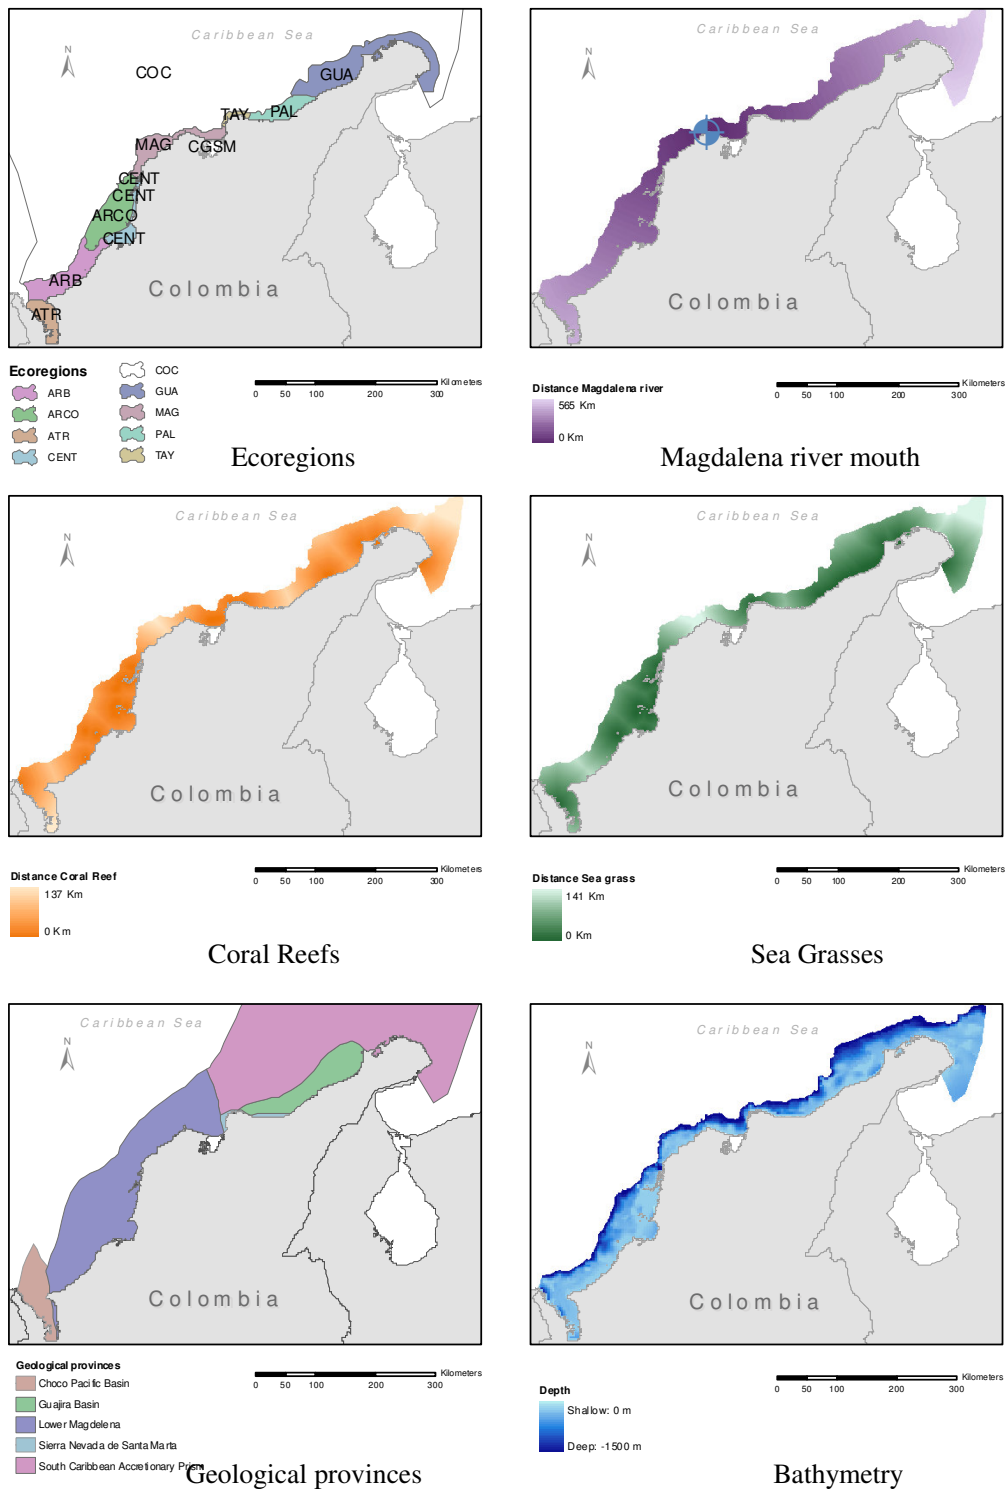 Caribbean Sea
N
COC
GUA
TAY
PAL
MAG
CGSM
CENT
CENT
ARCO
CENT
ARB
ATR
Colombia
Ecoregions
ARB
ARCO
ATR
CENT
COC
GUA
MAG
PAL
TAY
Kilometers
0 50 100 200 300
Ecoregions
Caribbean Sea
N
Colombia
Distance Magdalena river
565 Km
0 Km
Kilometers
0 50 100 200 300
Magdalena river mouth
Caribbean Sea
N
Colombia
Distance Coral Reef
137 Km
0 Km
Kilometers
0 50 100 200 300
Coral Reefs
Caribbean Sea
N
Colombia
Distance Sea grass
141 Km
0 Km
Kilometers
0 50 100 200 300
Sea Grasses
Caribbean Sea
N
Colombia
Geological provinces
Choco Pacific Basin
Guajira Basin
Lower Magdelena
Sierra Nevada de Santa Marta
South Caribbean Accretionary Prism
Kilometers
0 50 100 200 300
Geological provinces
Caribbean Sea
N
Colombia
Depth
Shallow: 0 m
Deep: -1500 m
Kilometers
0 50 100 200 300
Bathymetry